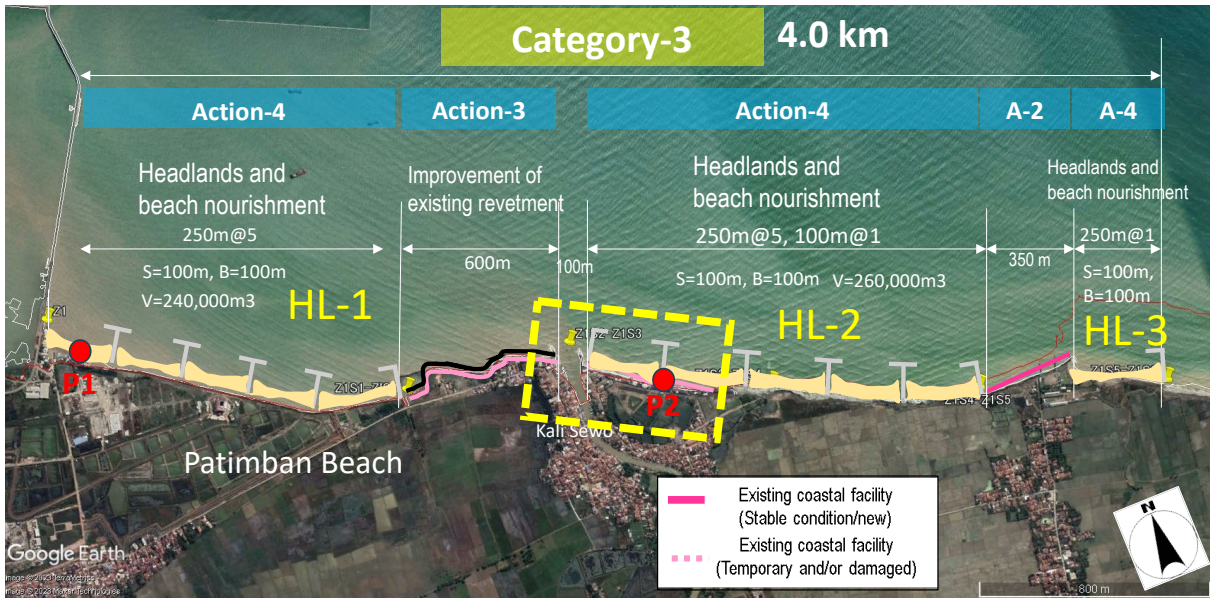 Category-3
4.0 km
Action-4
Action-3
Action-4
A-2
A-4
Headlands and
beach nourishment
250m@5
S=100m, B=100m
V=240,000m3
HL-1
Improvement of
existing revetment
600m
100m
Headlands and
beach nourishment
250m@5, 100m@1
S=100m, B=100m
V=260,000m3
HL-2
350 m
Headlands and
beach nourishment
250m@1
S=100m,
B=100m
HL-3
Z1
P1
Z1S2-Z1S3
P2
Z1S4-Z1S5
Kali Sewo
Patimban Beach
Existing coastal facility
(Stable condition/new)
Existing coastal facility
(Temporary and/or damaged)
N
Google Earth
800 m